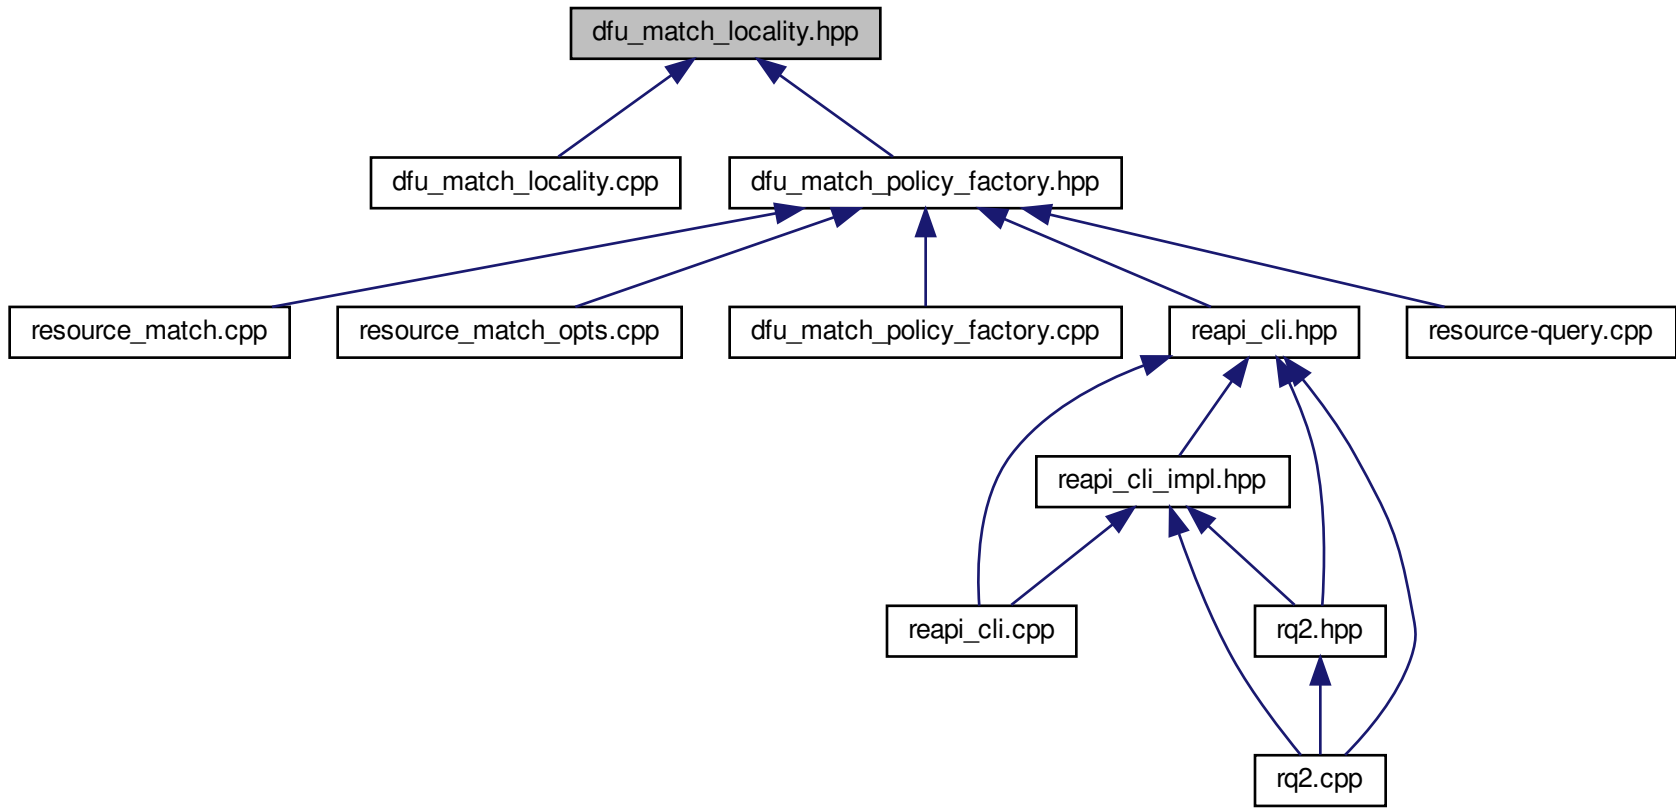 dfu_match_locality.hpp
dfu_match_locality.cpp
dfu_match_policy_factory.hpp
resource_match.cpp
resource_match_opts.cpp
dfu_match_policy_factory.cpp
reapi_cli.hpp
resource-query.cpp
reapi_cli_impl.hpp
reapi_cli.cpp
rq2.hpp
rq2.cpp